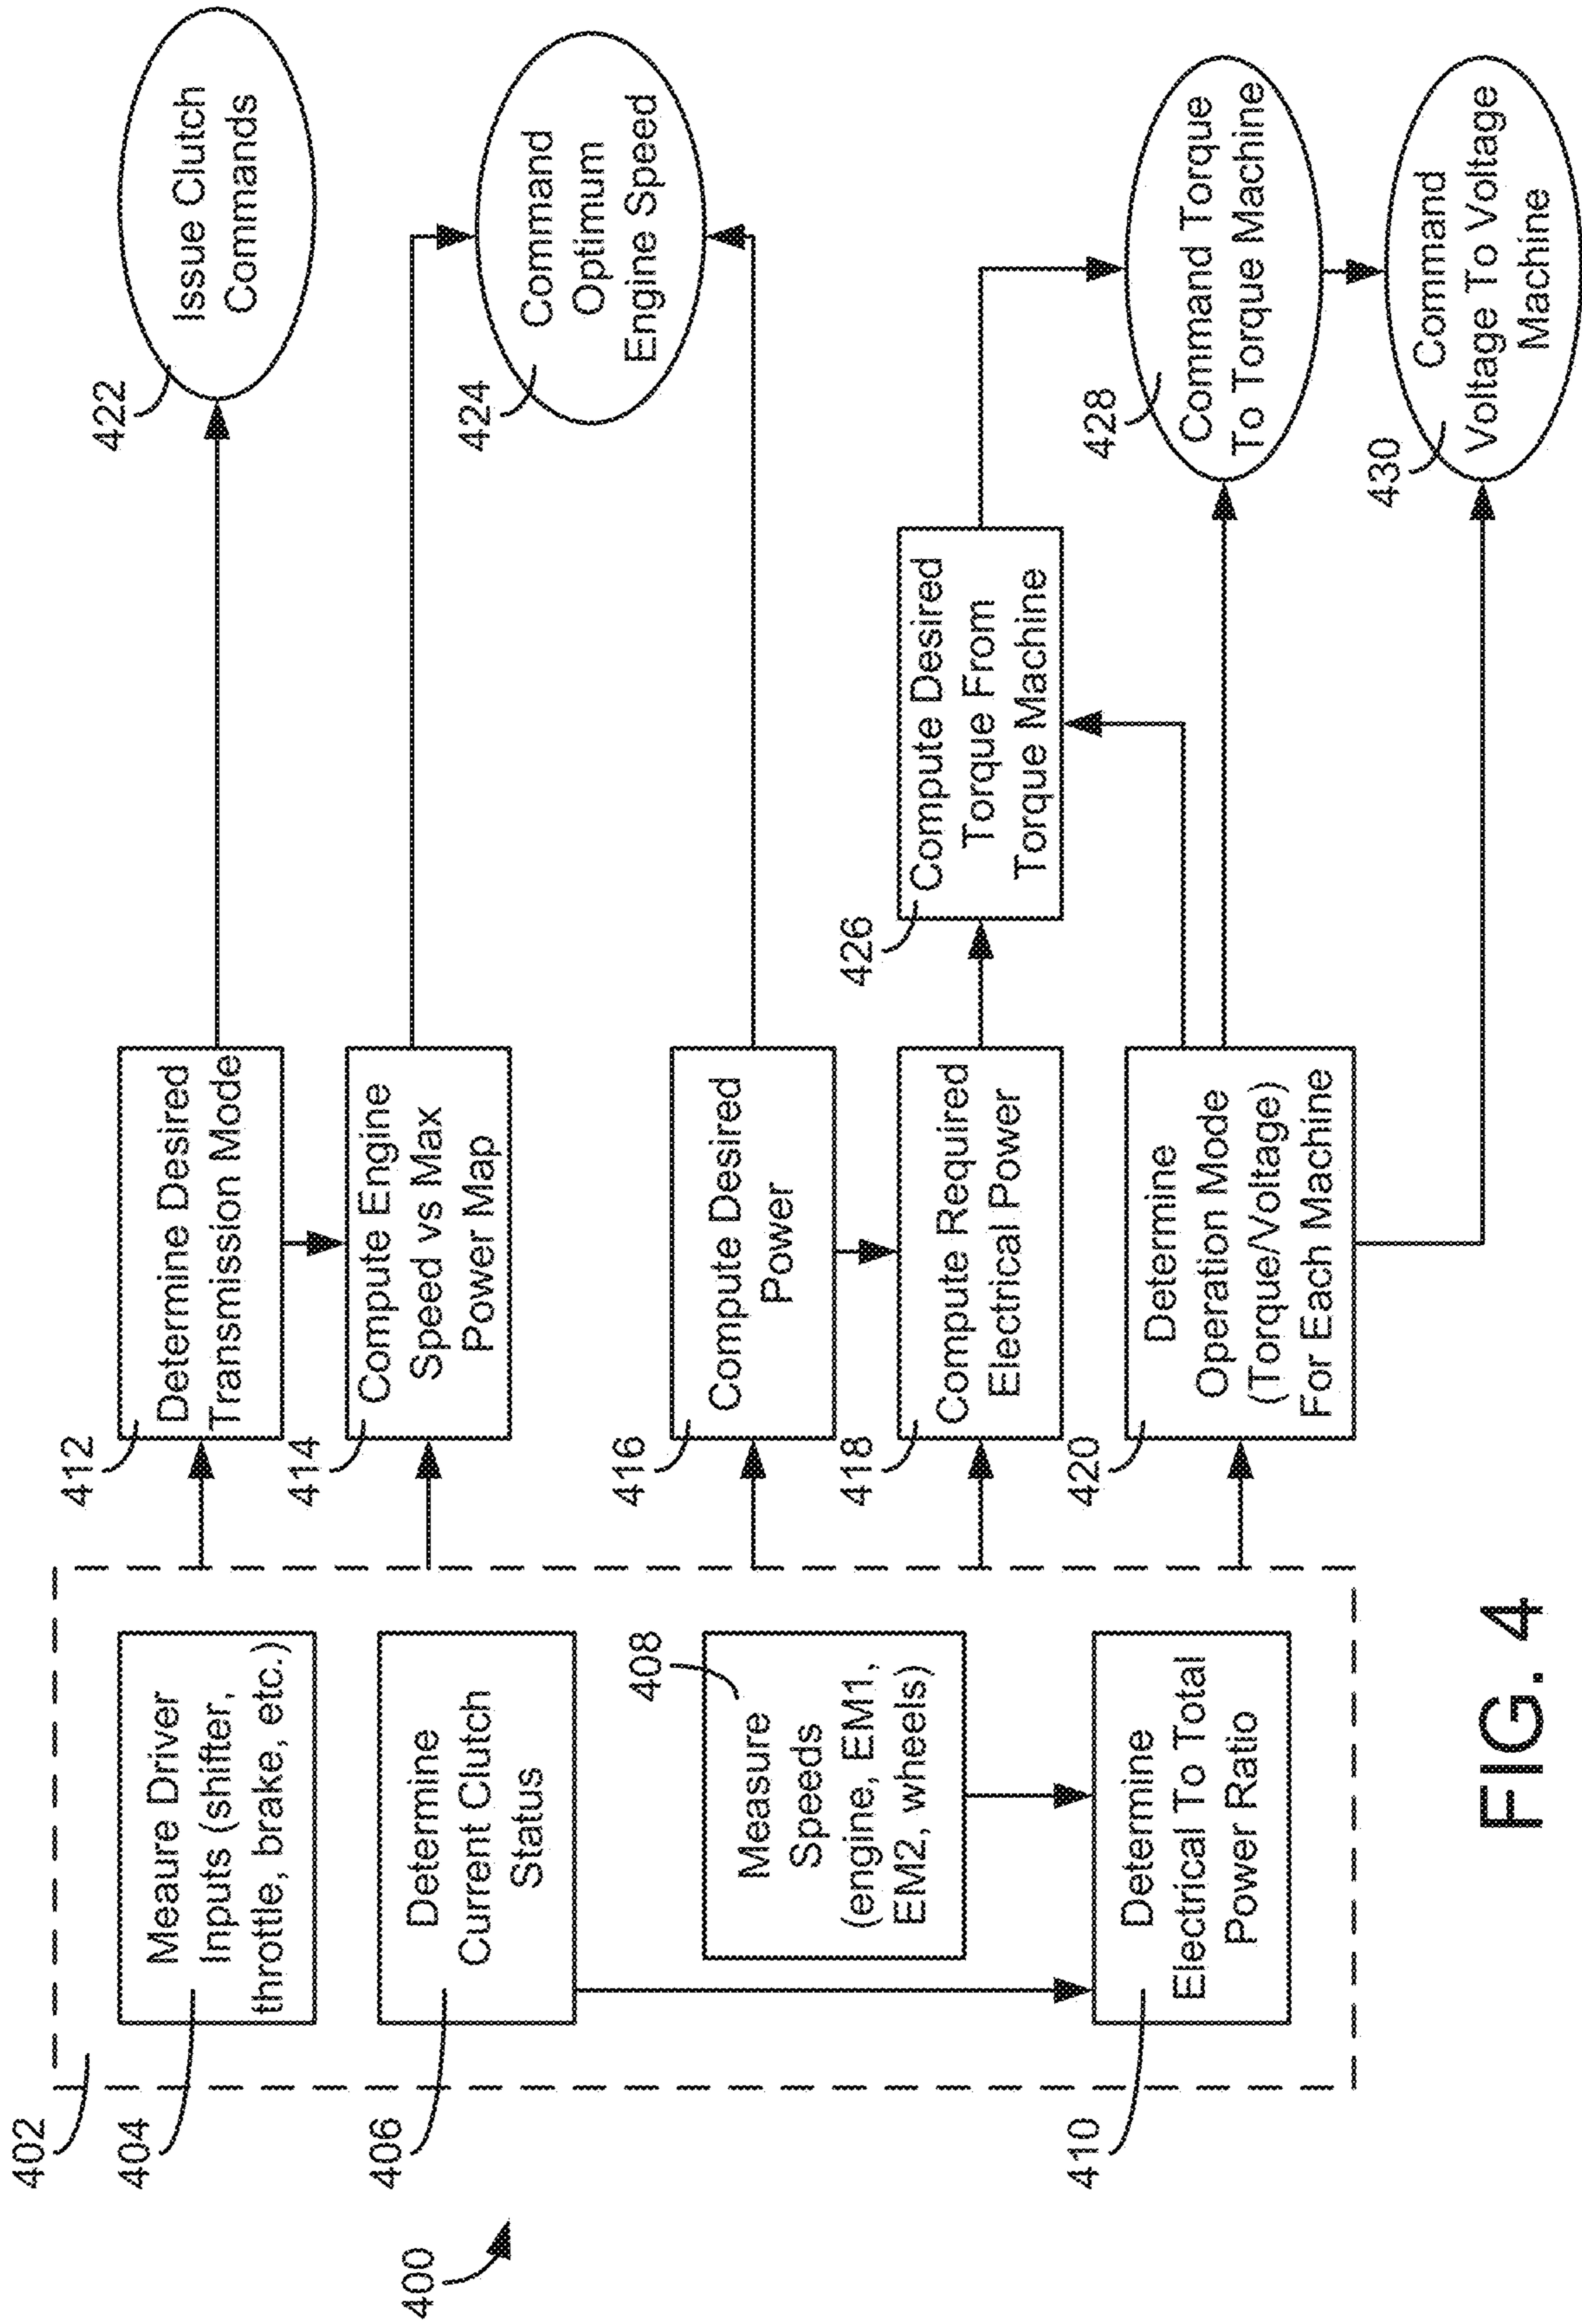 400
402
404
Meaure Driver
Inputs (shifter,
throttle, brake, etc.)
406
Determine
Current Clutch
Status
408
Measure
Speeds
(engine, EM1,
EM2, wheels)
410
Determine
Electrical To Total
Power Ratio
412
Determine Desired
Transmission Mode
414
Compute Engine
Speed vs Max
Power Map
416
Compute Desired
Power
418
Compute Required
Electrical Power
420
Determine
Operation Mode
(Torque/Voltage)
For Each Machine
422
Issue Clutch
Commands
424
Command
Optimum
Engine Speed
426
Compute Desired
Torque From
Torque Machine
428
Command Torque
To Torque Machine
430
Command
Voltage To Voltage
Machine
FIG. 4